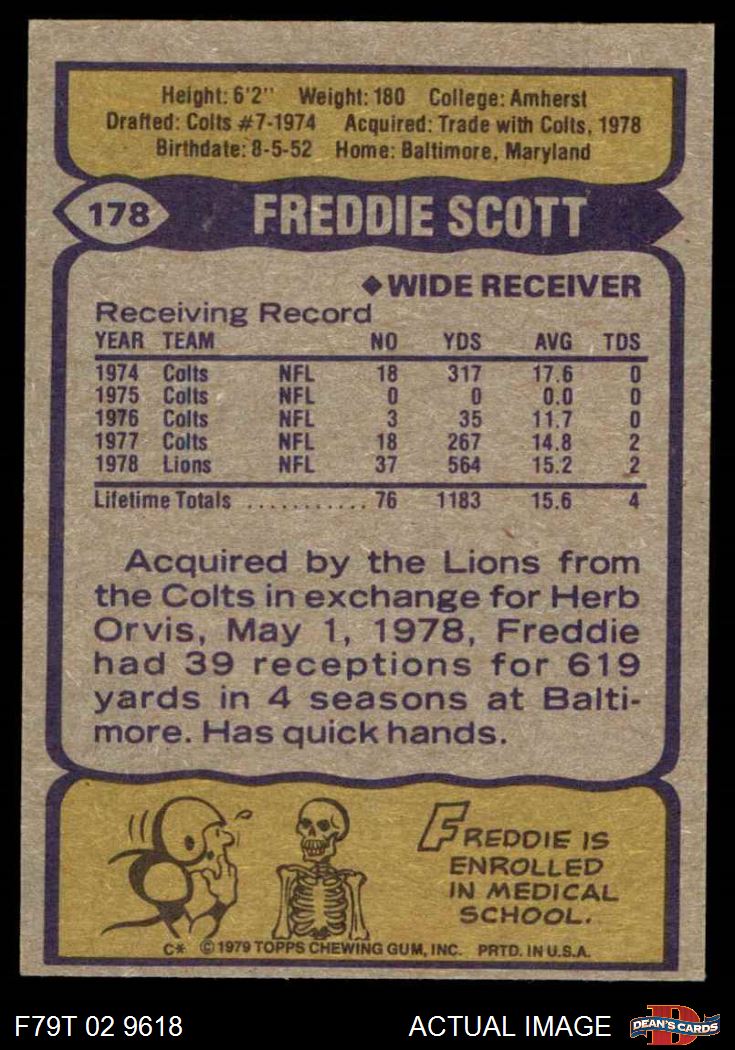 Height: 6'2" Weight: 180 College: Amherst
Drafted: Colts #7-1974 Acquired: Trade with Colts, 1978
Birthdate: 8-5-52 Home: Baltimore, Maryland
178 FREDDIE SCOTT
◆WIDE RECEIVER
Receiving Record
YEAR TEAM NO YDS AVG TDS
1974 Colts NFL 18 317 17.6 0
1975 Colts NFL 0 0 0.0 0
1976 Colts NFL 3 35 11.7 0
1977 Colts NFL 18 267 14.8 2
1978 Lions NFL 37 564 15.2 2
Lifetime Totals ........... 76 1183 15.6 4
Acquired by the Lions from
the Colts in exchange for Herb
Orvis, May 1, 1978, Freddie
had 39 receptions for 619
yards in 4 seasons at Balti-
more. Has quick hands.
FREDDIE IS
ENROLLED
IN MEDICAL
SCHOOL.
C* © 1979 TOPPS CHEWING GUM, INC. PRTD. IN U.S.A.
F79T 02 9618 ACTUAL IMAGE D DEAN'S CARDS